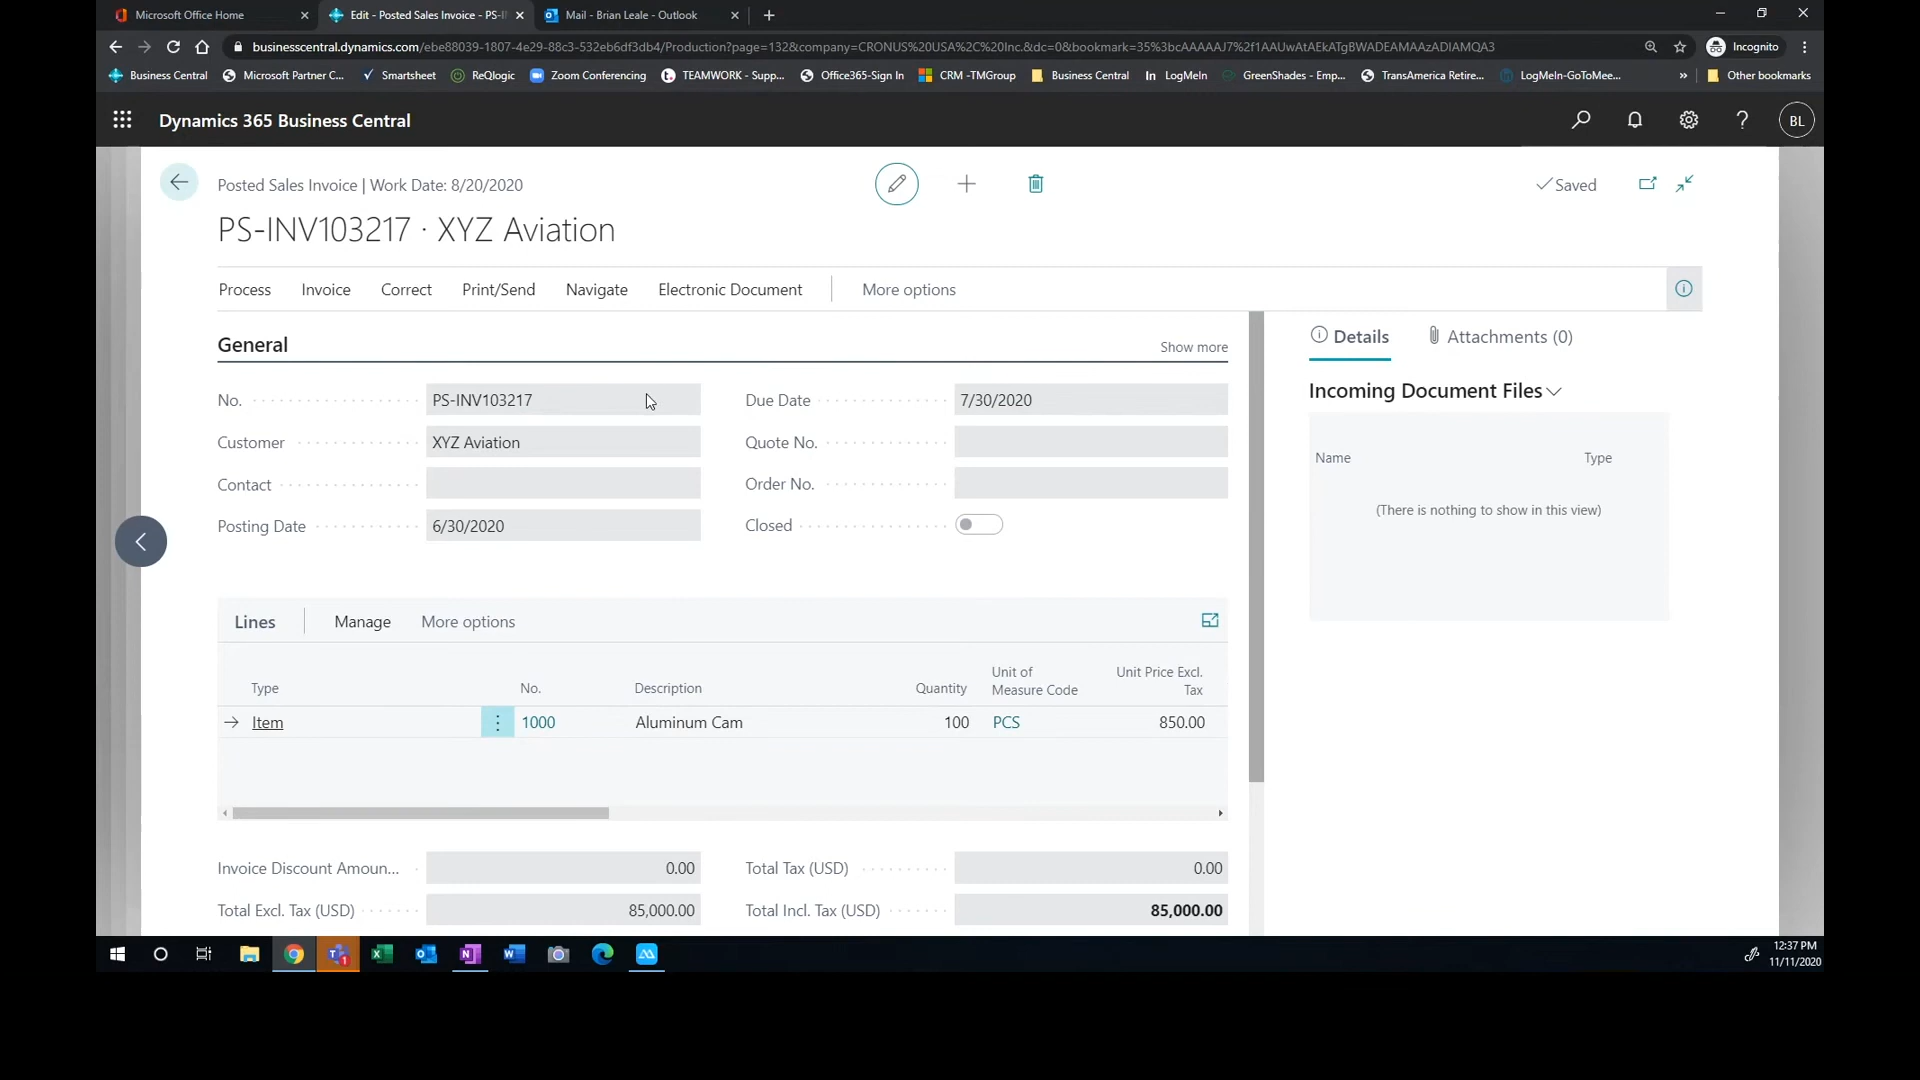 Microsoft Office Home
Edit - Posted Sales Invoice - PS-I
Mail - Brian Leale - Outlook
businesscentral.dynamics.com/ebe88039-1807-4e29-88c3-532eb6df3db4/Production?page=132&company=CRONUS%20USA%2C%20Inc.&dc=0&bookmark=35%3bcAAAAAJ7%2f1AAUwAtAEkATgBWADEAMAAzADIAMQA3
Incognito
Business Central
Microsoft Partner C...
Smartsheet
ReQlogic
Zoom Conferencing
TEAMWORK - Supp...
Office365-Sign In
CRM -TMGroup
Business Central
LogMeIn
GreenShades - Emp...
TransAmerica Retire...
LogMeIn-GoToMee...
»
Other bookmarks
Dynamics 365 Business Central
BL
Posted Sales Invoice | Work Date: 8/20/2020
Saved
PS-INV103217 · XYZ Aviation
Process
Invoice
Correct
Print/Send
Navigate
Electronic Document
More options
General
Show more
No.
PS-INV103217
Due Date
7/30/2020
Customer
XYZ Aviation
Quote No.
Contact
Order No.
Posting Date
6/30/2020
Closed
Details
Attachments (0)
Incoming Document Files
Name
Type
(There is nothing to show in this view)
Lines
Manage
More options
Type
No.
Description
Quantity
Unit of
Measure Code
Unit Price Excl.
Tax
Item
1000
Aluminum Cam
100
PCS
850.00
Invoice Discount Amoun...
0.00
Total Tax (USD)
0.00
Total Excl. Tax (USD)
85,000.00
Total Incl. Tax (USD)
85,000.00
12:37 PM
11/11/2020